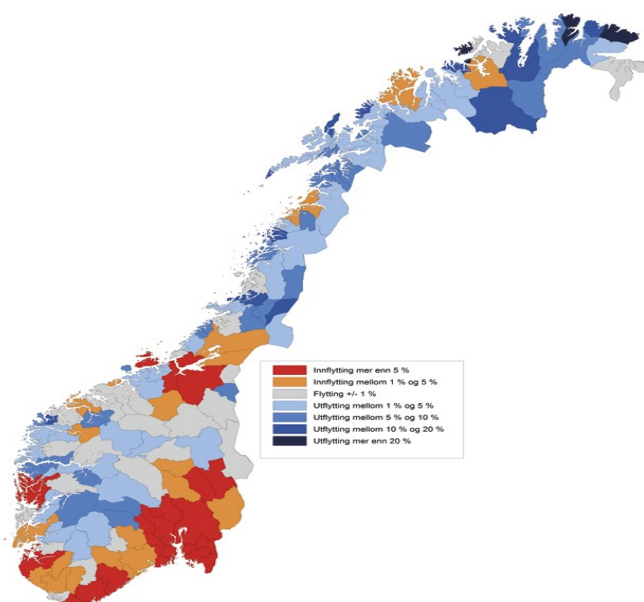 Innflytting mer enn 5 %
Innflytting mellom 1 % og 5 %
Flytting +/- 1 %
Utflytting mellom 1 % og 5 %
Utflytting mellom 5 % og 10 %
Utflytting mellom 10 % og 20 %
Utflytting mer enn 20 %